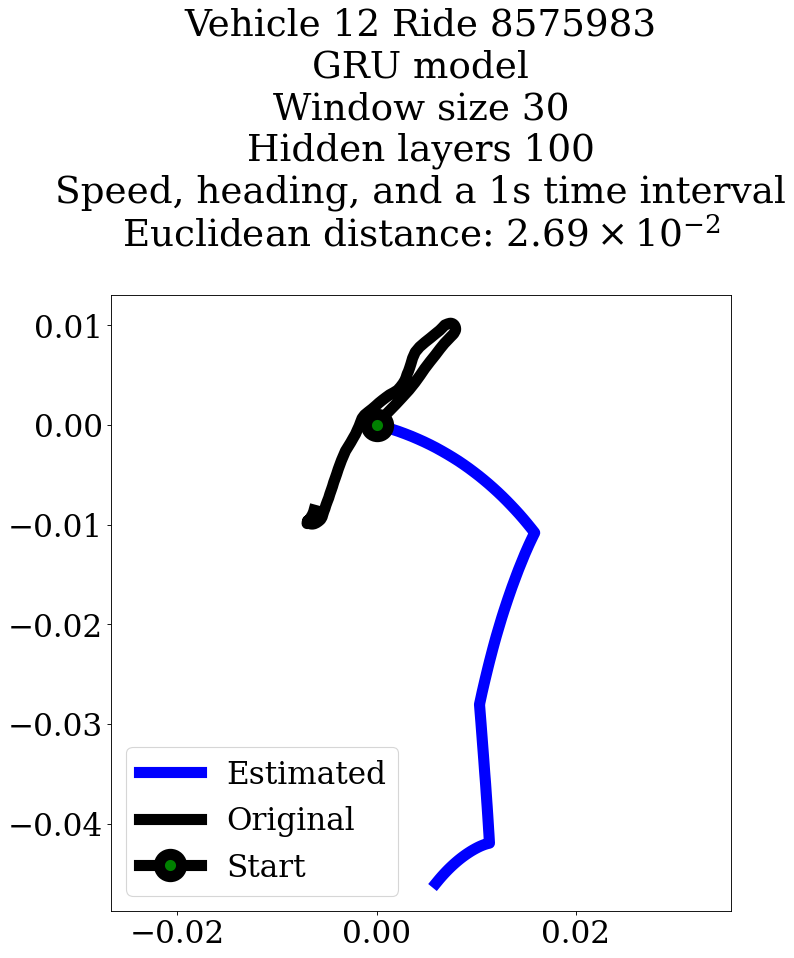 Vehicle 12 Ride 8575983
GRU model
Window size 30
Hidden layers 100
Speed, heading, and a 1s time interval
Euclidean distance: 2.69 × 10⁻²
0.01
0.00
−0.01
−0.02
−0.03
−0.04
Estimated
Original
Start
−0.02 0.00 0.02